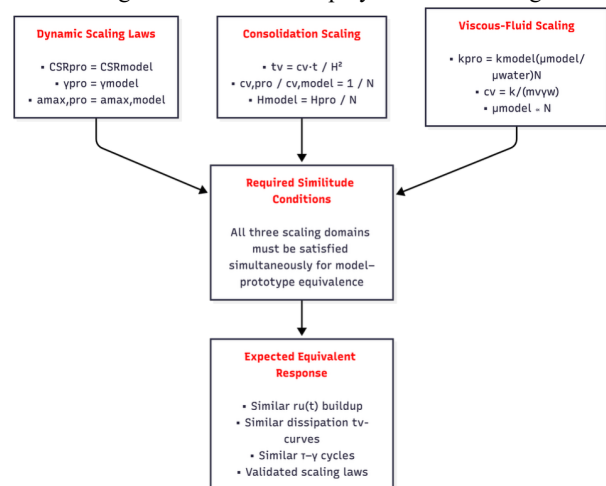 Dynamic Scaling Laws
▪ CSRpro = CSRmodel
▪ γpro = γmodel
▪ amax,pro = amax,model
Consolidation Scaling
▪ tv = cv·t / H²
▪ cv,pro / cv,model = 1 / N
▪ Hmodel = Hpro / N
Viscous-Fluid Scaling
▪ kpro = kmodel(μmodel/
μwater)N
▪ cv = k/(mvγw)
▪ μmodel = N
Required Similitude
Conditions
All three scaling domains
must be satisfied
simultaneously for model–
prototype equivalence
Expected Equivalent
Response
▪ Similar ru(t) buildup
▪ Similar dissipation tv-
curves
▪ Similar τ–γ cycles
▪ Validated scaling laws